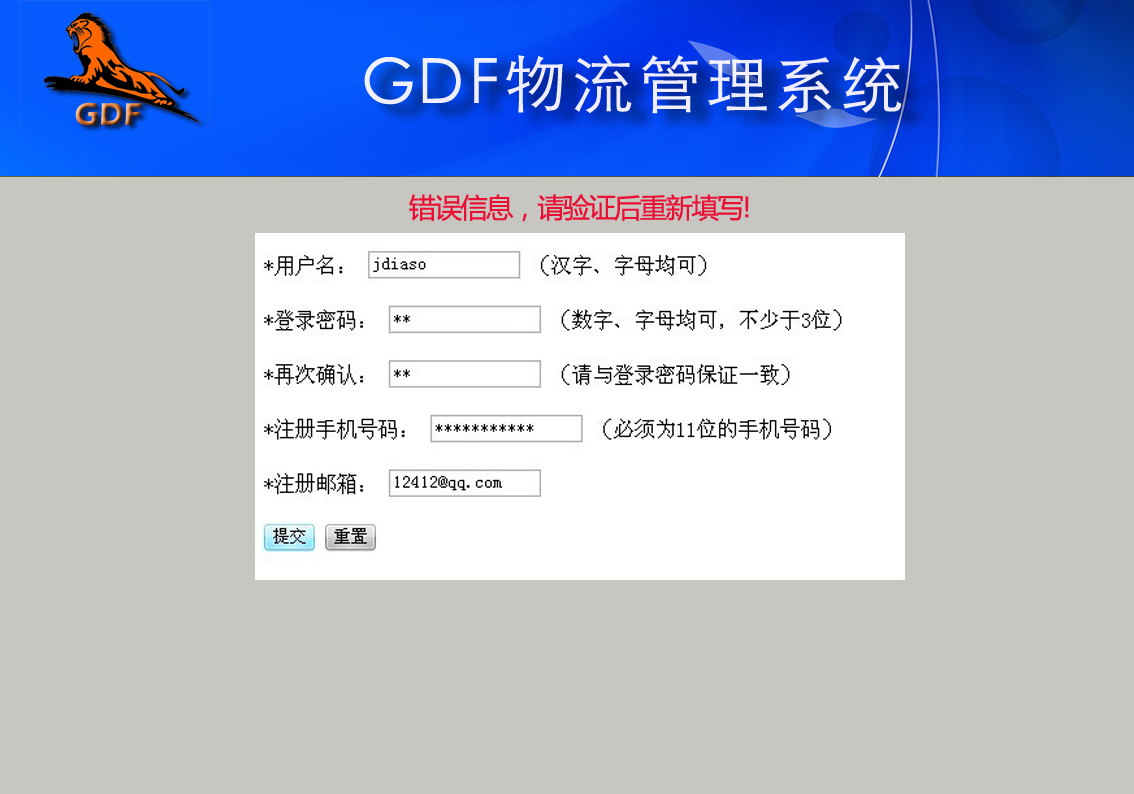 GDF
GDF物流管理系统
错误信息，请验证后重新填写!
*用户名： jdiaso （汉字、字母均可）
*登录密码： ** （数字、字母均可，不少于3位）
*再次确认： ** （请与登录密码保证一致）
*注册手机号码： *********** （必须为11位的手机号码）
*注册邮箱： 12412@qq.com
提交 重置